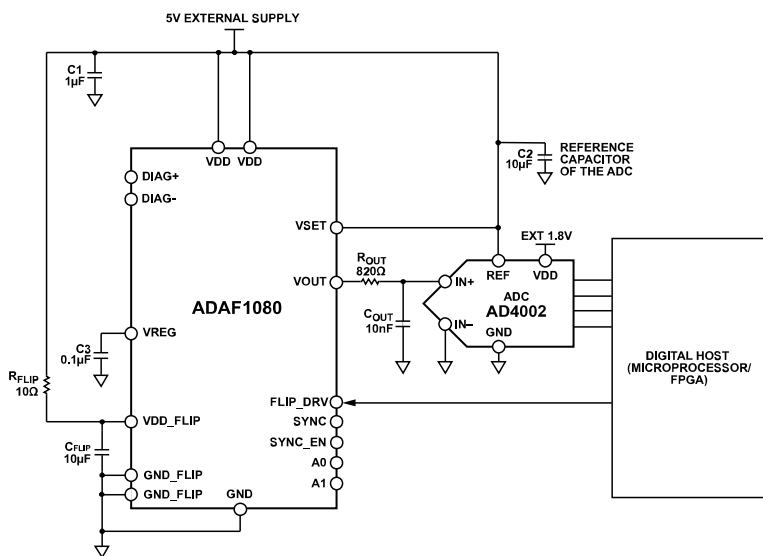 5V EXTERNAL SUPPLY
C1
1µF
VDD
VDD
C2
10µF
REFERENCE
CAPACITOR
OF THE ADC
DIAG+
DIAG-
VSET
EXT 1.8V
ROUT
820Ω
REF
VDD
VOUT
IN+
ADAF1080
ADC
AD4002
COUT
10nF
IN–
GND
VREG
C3
0.1µF
DIGITAL HOST
(MICROPROCESSOR/
FPGA)
RFLIP
10Ω
FLIP_DRV
VDD_FLIP
SYNC
CFLIP
10µF
SYNC_EN
A0
GND_FLIP
GND_FLIP
GND
A1